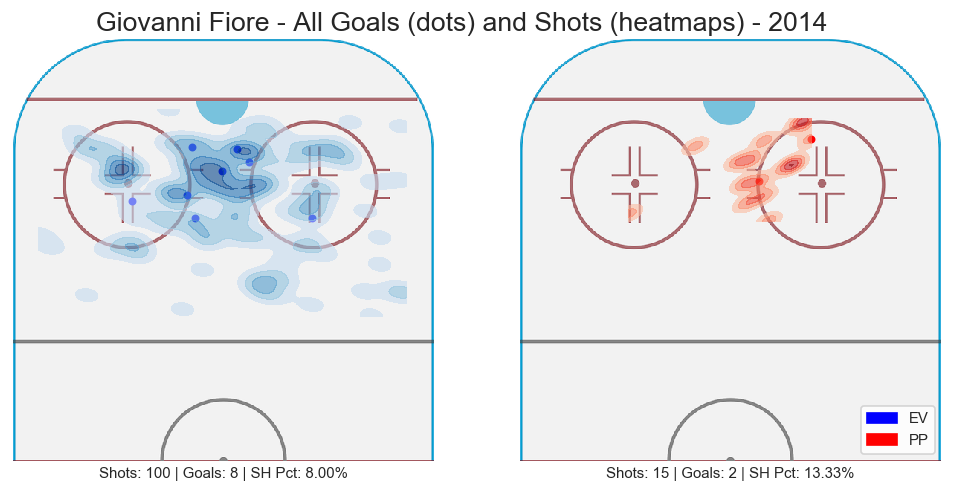 Giovanni Fiore - All Goals (dots) and Shots (heatmaps) - 2014
EV
PP
Shots: 100 | Goals: 8 | SH Pct: 8.00%
Shots: 15 | Goals: 2 | SH Pct: 13.33%